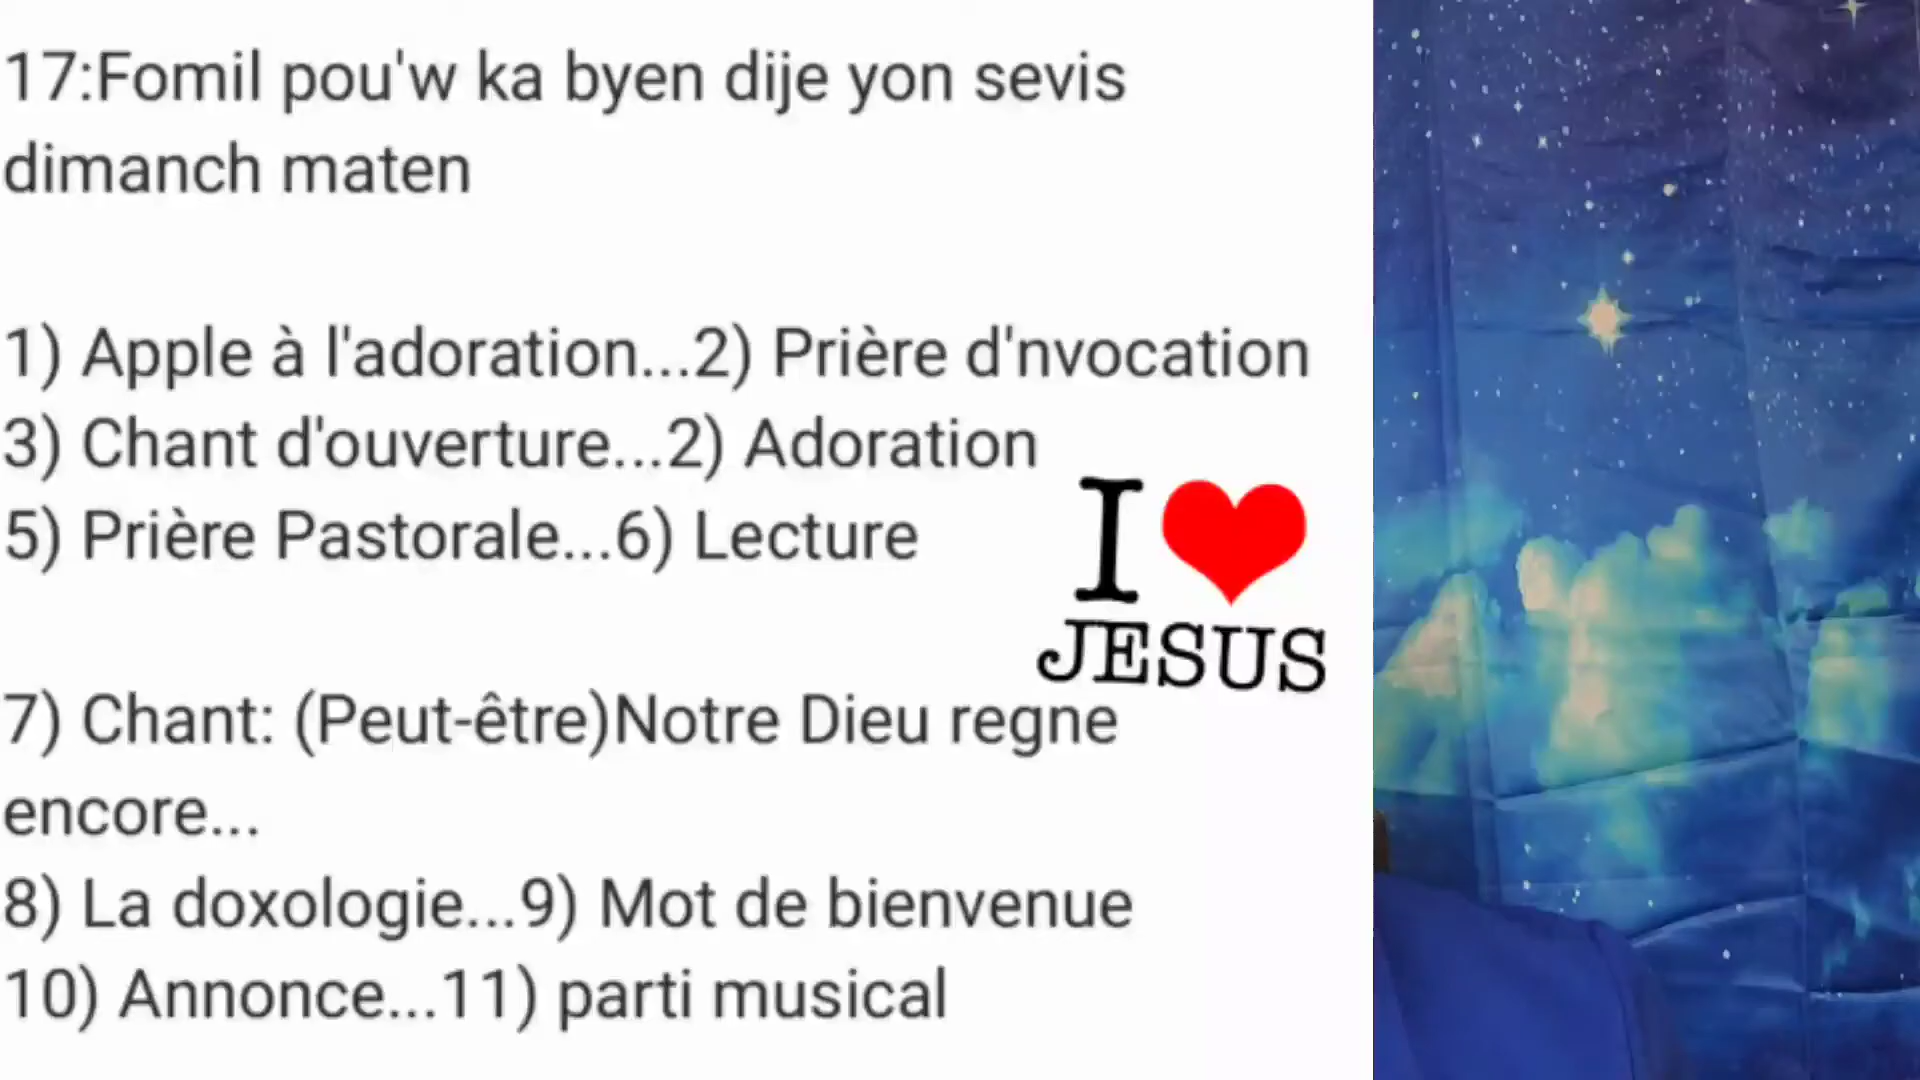 17:Fomil pou'w ka byen dije yon sevis
dimanch maten
1) Apple à l'adoration...2) Prière d'nvocation
3) Chant d'ouverture...2) Adoration
5) Prière Pastorale...6) Lecture
I
JESUS
7) Chant: (Peut-être)Notre Dieu regne
encore...
8) La doxologie...9) Mot de bienvenue
10) Annonce...11) parti musical